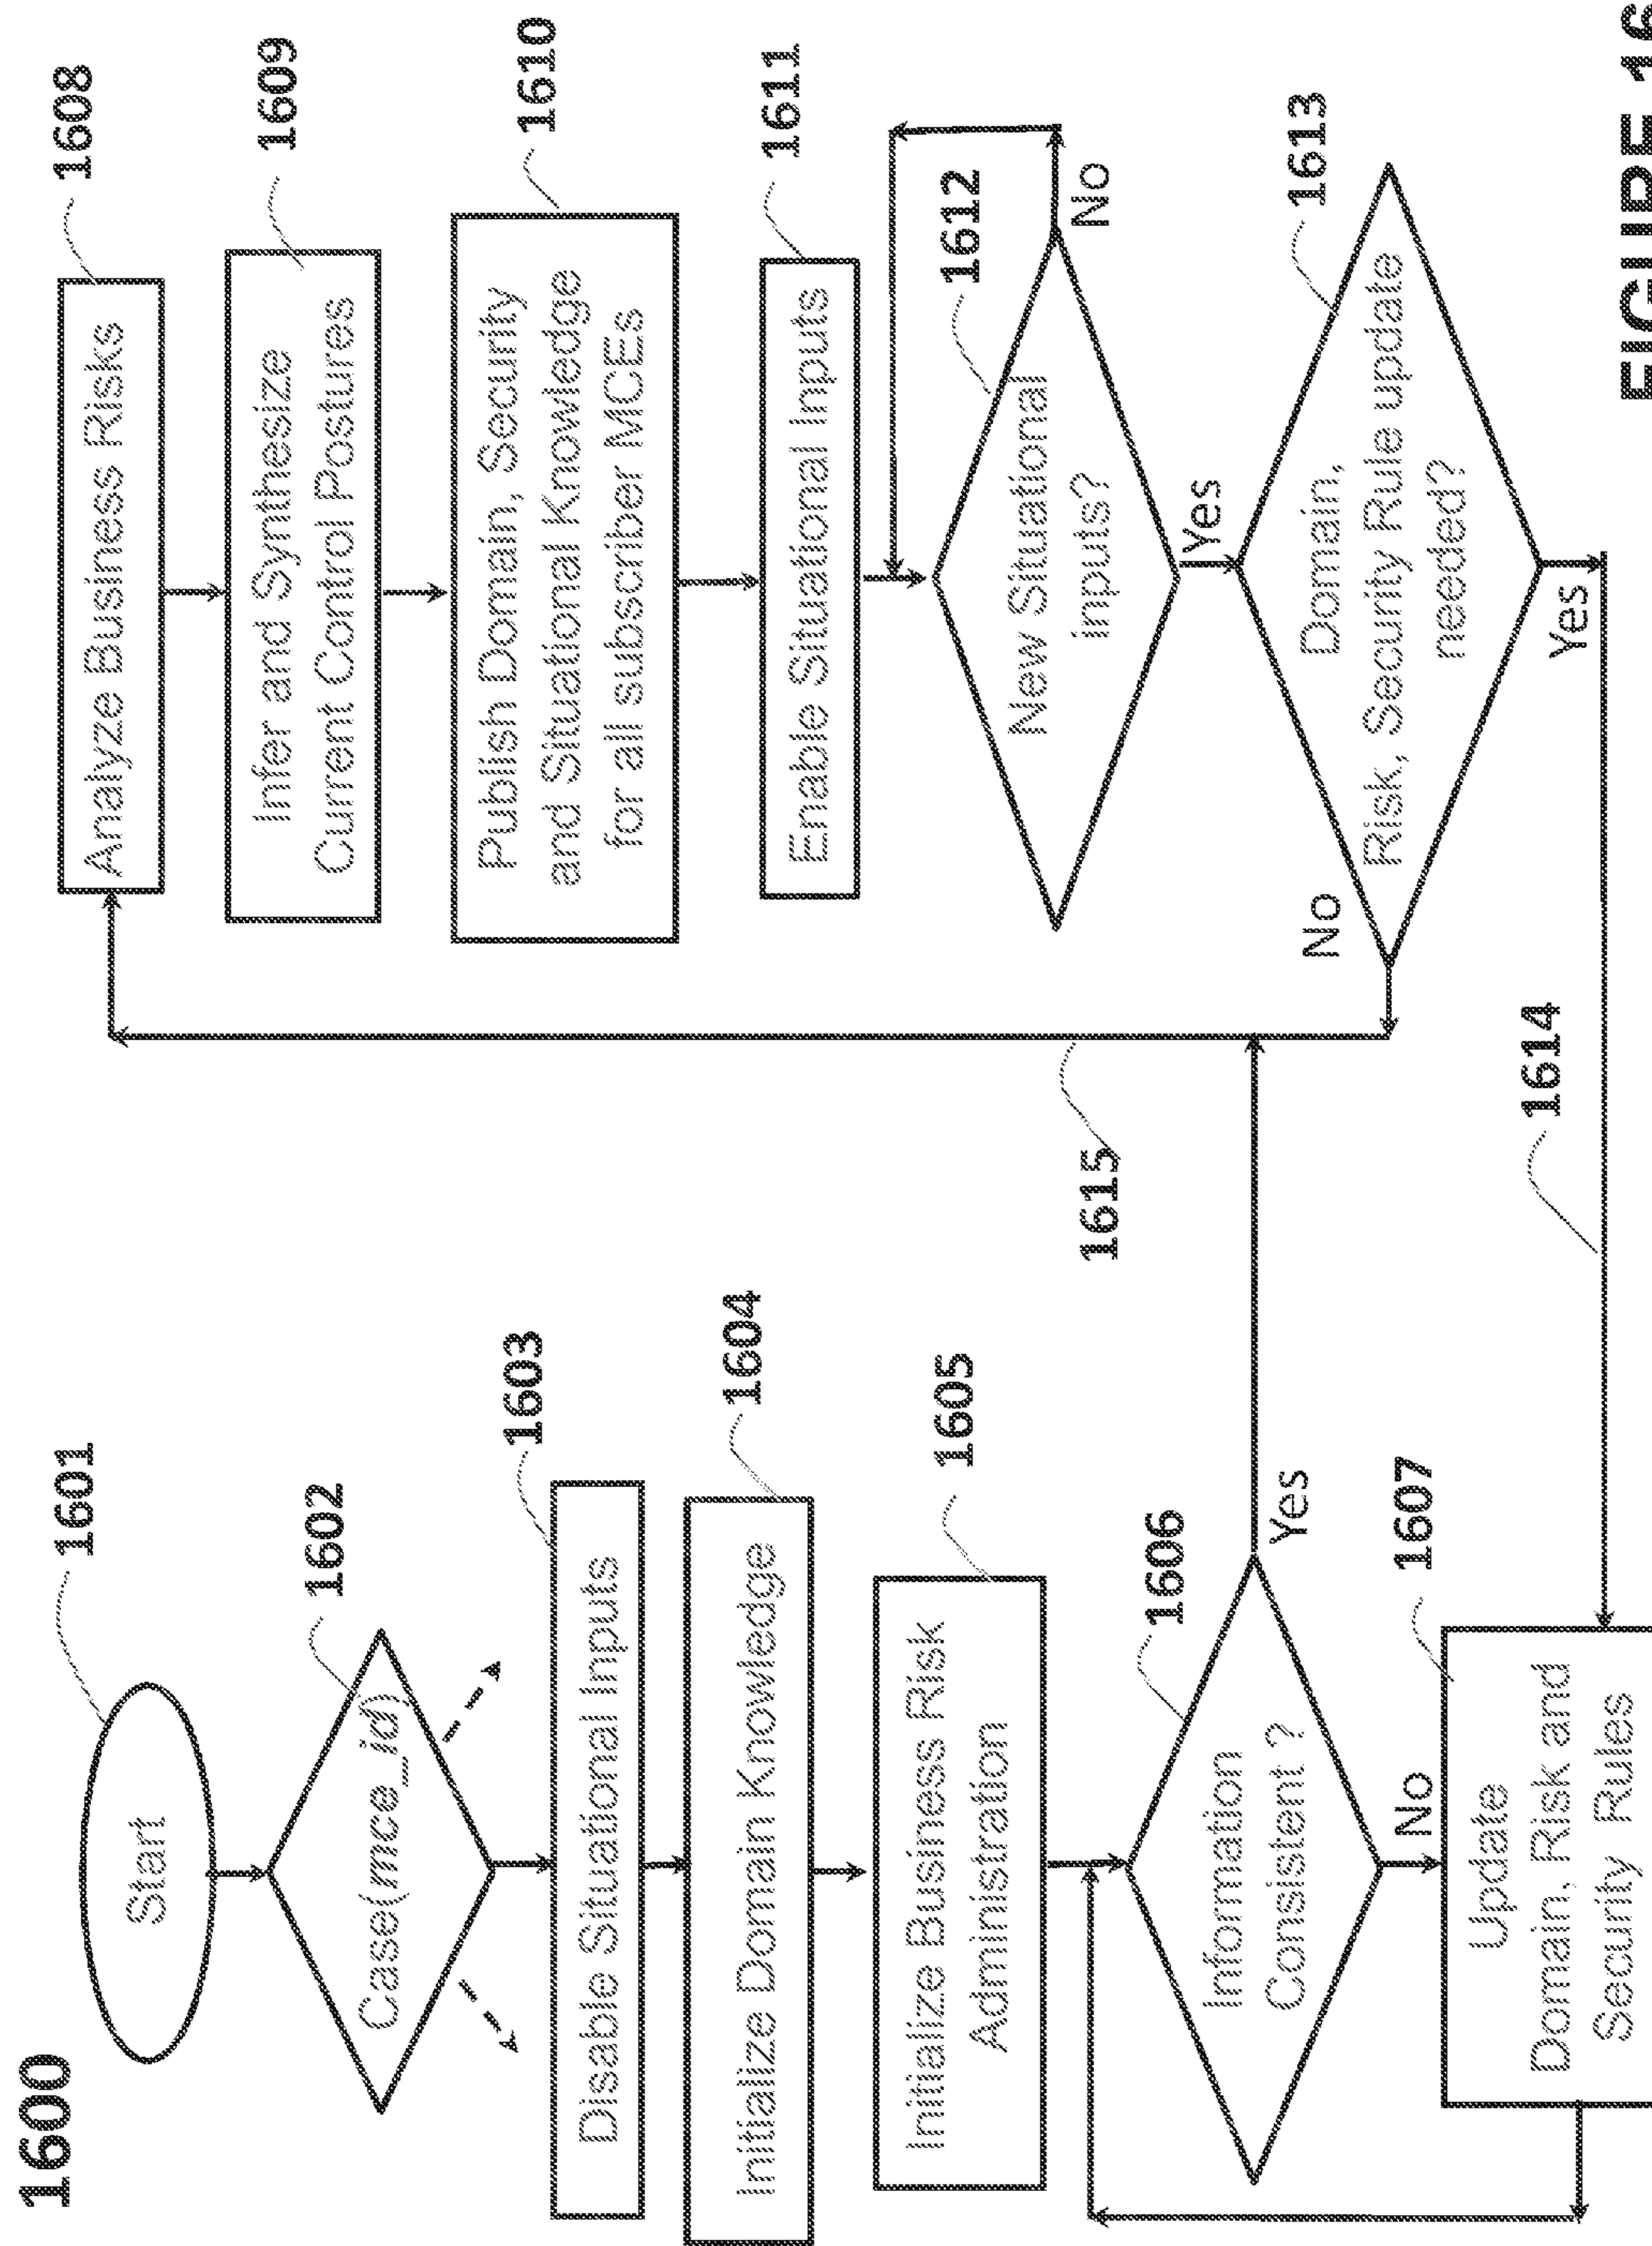 1600
Start
1601
Case(mce_id)
1602
Disable Situational Inputs
1603
Initialize Domain Knowledge
1604
Initialize Business Risk
Administration
1605
Information
Consistent ?
1606
Yes
No
Update
Domain, Risk and
Security Rules
1607
Analyze Business Risks
1608
Infer and Synthesize
Current Control Postures
1609
Publish Domain, Security
and Situational Knowledge
for all subscriber MCEs
1610
Enable Situational Inputs
1611
New Situational
inputs?
1612
No
Yes
Domain,
Risk, Security Rule update
needed?
1613
No
Yes
1615
1614
FIGURE 16